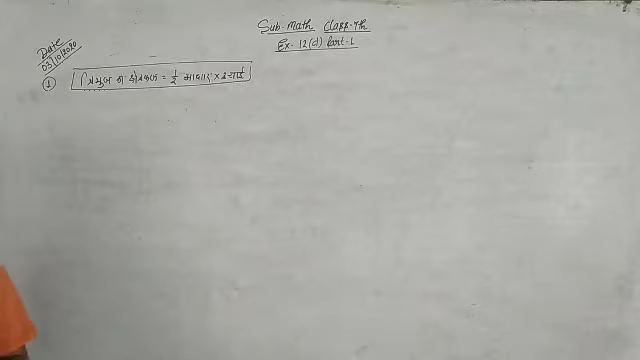 Sub- Math Class-7th
Ex- 12(d) Part-1
Date
03/10/2020
① त्रिभुज का क्षेत्रफल = 1/2 आधार × ऊंचाई